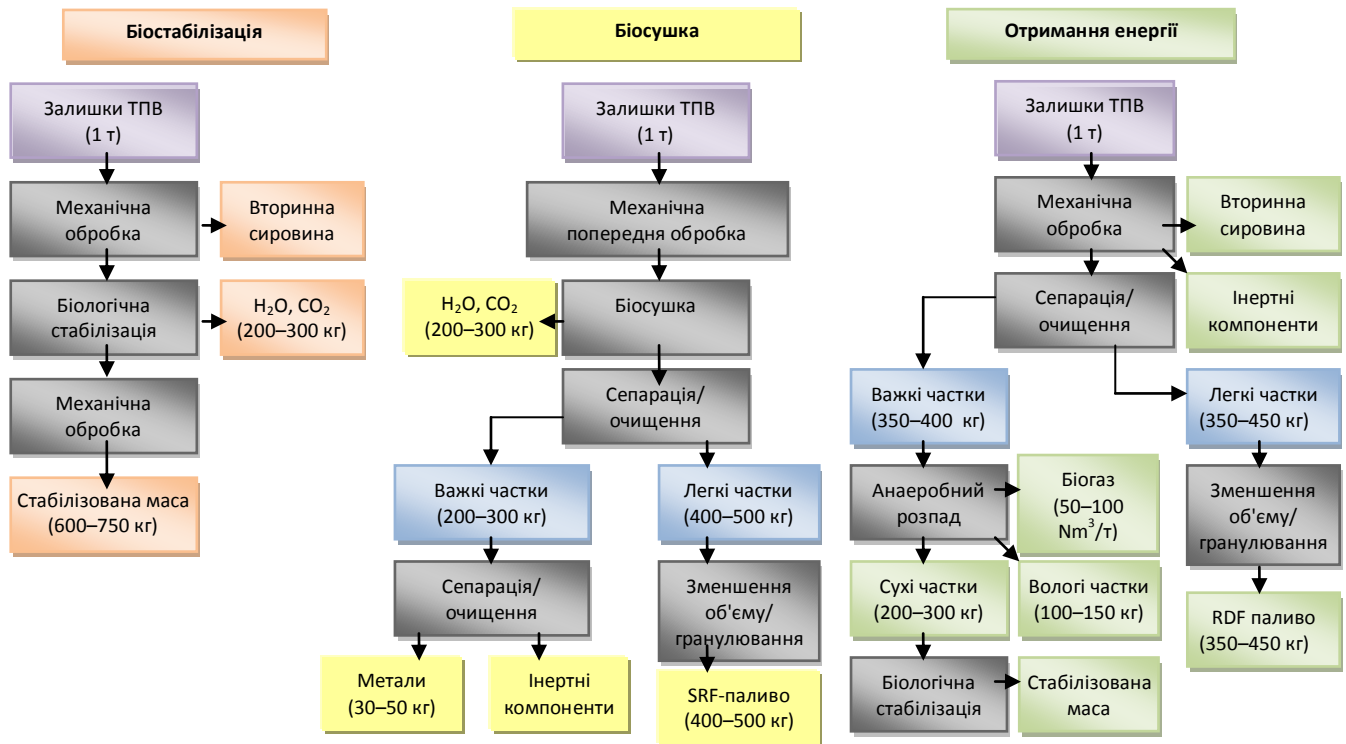 Біостабілізація
Залишки ТПВ
(1 т)
Механічна
обробка
Вторинна
сировина
Біологічна
стабілізація
H₂O, CO₂
(200–300 кг)
Механічна
обробка
Стабілізована маса
(600–750 кг)
Біосушка
Залишки ТПВ
(1 т)
Механічна
попередня обробка
H₂O, CO₂
(200–300 кг)
Біосушка
Сепарація/
очищення
Важкі частки
(200–300 кг)
Легкі частки
(400–500 кг)
Сепарація/
очищення
Зменшення
об'єму/
гранулювання
Метали
(30–50 кг)
Інертні
компоненти
SRF-паливо
(400–500 кг)
Отримання енергії
Залишки ТПВ
(1 т)
Механічна
обробка
Вторинна
сировина
Сепарація/
очищення
Інертні
компоненти
Важкі частки
(350–400 кг)
Легкі частки
(350–450 кг)
Анаеробний
розпад
Біогаз
(50–100
Nm³/т)
Зменшення
об'єму/
гранулювання
Сухі частки
(200–300 кг)
Вологі частки
(100–150 кг)
RDF паливо
(350–450 кг)
Біологічна
стабілізація
Стабілізована
маса